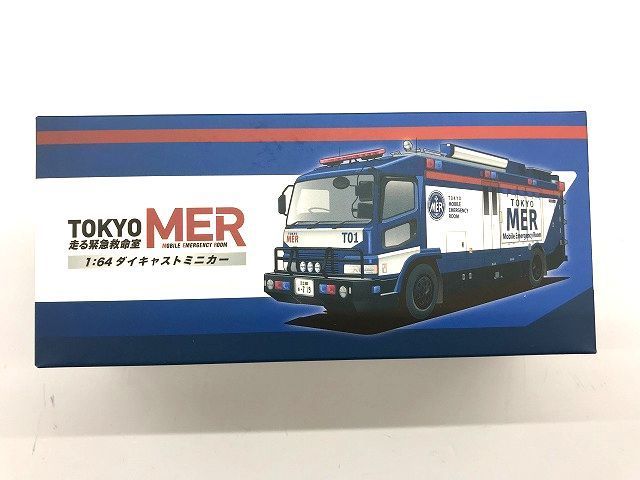 TOKYO MER
走る緊急救命室 MOBILE EMERGENCY ROOM
1:64 ダイキャストミニカー
TOKYO
MER
T01
MER
TOKYO
MOBILE
EMERGENCY
ROOM
TOKYO
MER
Mobile Emergency Room